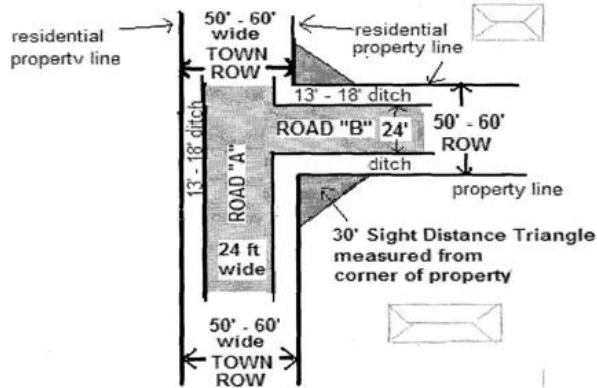 50' - 60'
wide
TOWN
ROW
residential
property line
residential
property line
13' - 18' ditch
ROAD "B" 24'
50' - 60'
ROW
13' - 18' ditch
ROAD "A"
ditch
property line
24 ft
wide
30' Sight Distance Triangle
measured from
corner of property
50' - 60'
wide
TOWN
ROW